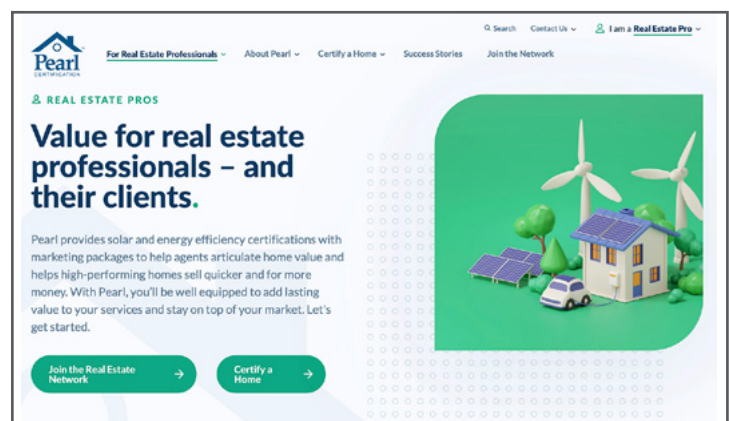 Search Contact Us I am a Real Estate Pro
Pearl
CERTIFICATION
For Real Estate Professionals About Pearl Certify a Home Success Stories Join the Network
REAL ESTATE PROS
Value for real estate
professionals – and
their clients.
Pearl provides solar and energy efficiency certifications with
marketing packages to help agents articulate home value and
helps high-performing homes sell quicker and for more
money. With Pearl, you'll be well equipped to add lasting
value to your services and stay on top of your market. Let's
get started.
Join the Real Estate
Network
Certify a
Home